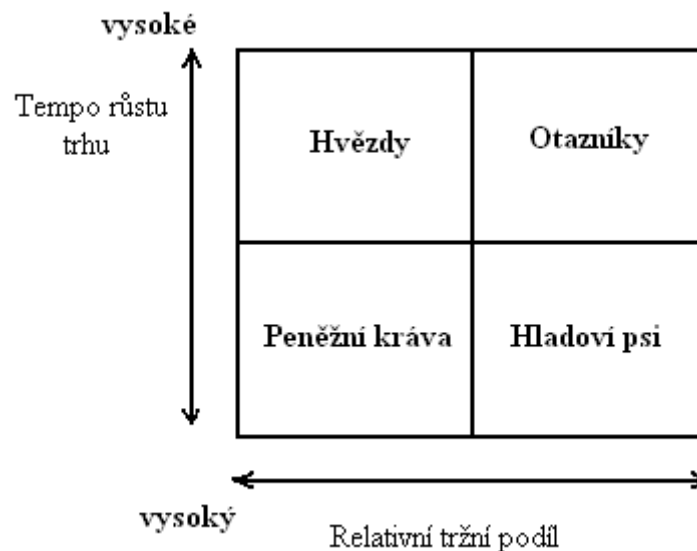 vysoké
Tempo růstu
trhu
Hvězdy
Otazníky
Peněžní kráva
Hladoví psi
vysoký
Relativní tržní podíl